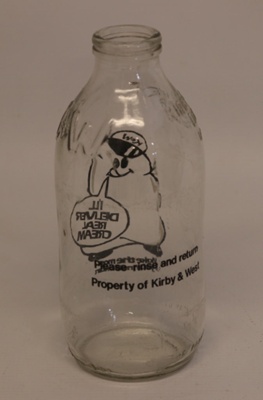 I'LL
DELIVER
REAL
CREAM
Please rinse and return
Property of Kirby & West